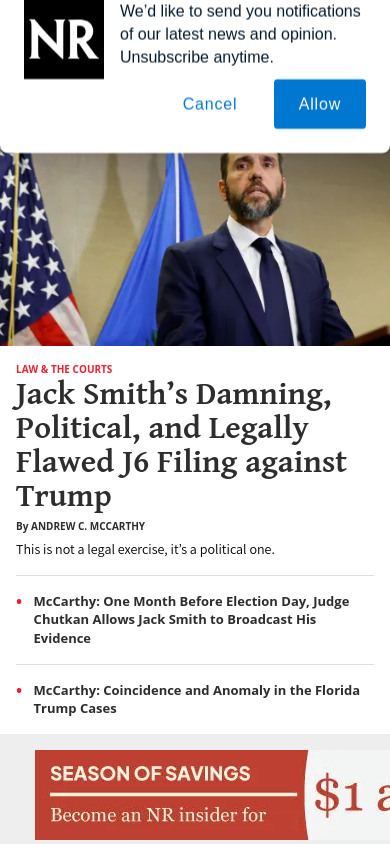 NR
We'd like to send you notifications
of our latest news and opinion.
Unsubscribe anytime.
Cancel
Allow
LAW & THE COURTS
Jack Smith’s Damning,
Political, and Legally
Flawed J6 Filing against
Trump
By ANDREW C. MCCARTHY
This is not a legal exercise, it’s a political one.
• McCarthy: One Month Before Election Day, Judge
Chutkan Allows Jack Smith to Broadcast His
Evidence
• McCarthy: Coincidence and Anomaly in the Florida
Trump Cases
SEASON OF SAVINGS
Become an NR insider for
$1 a